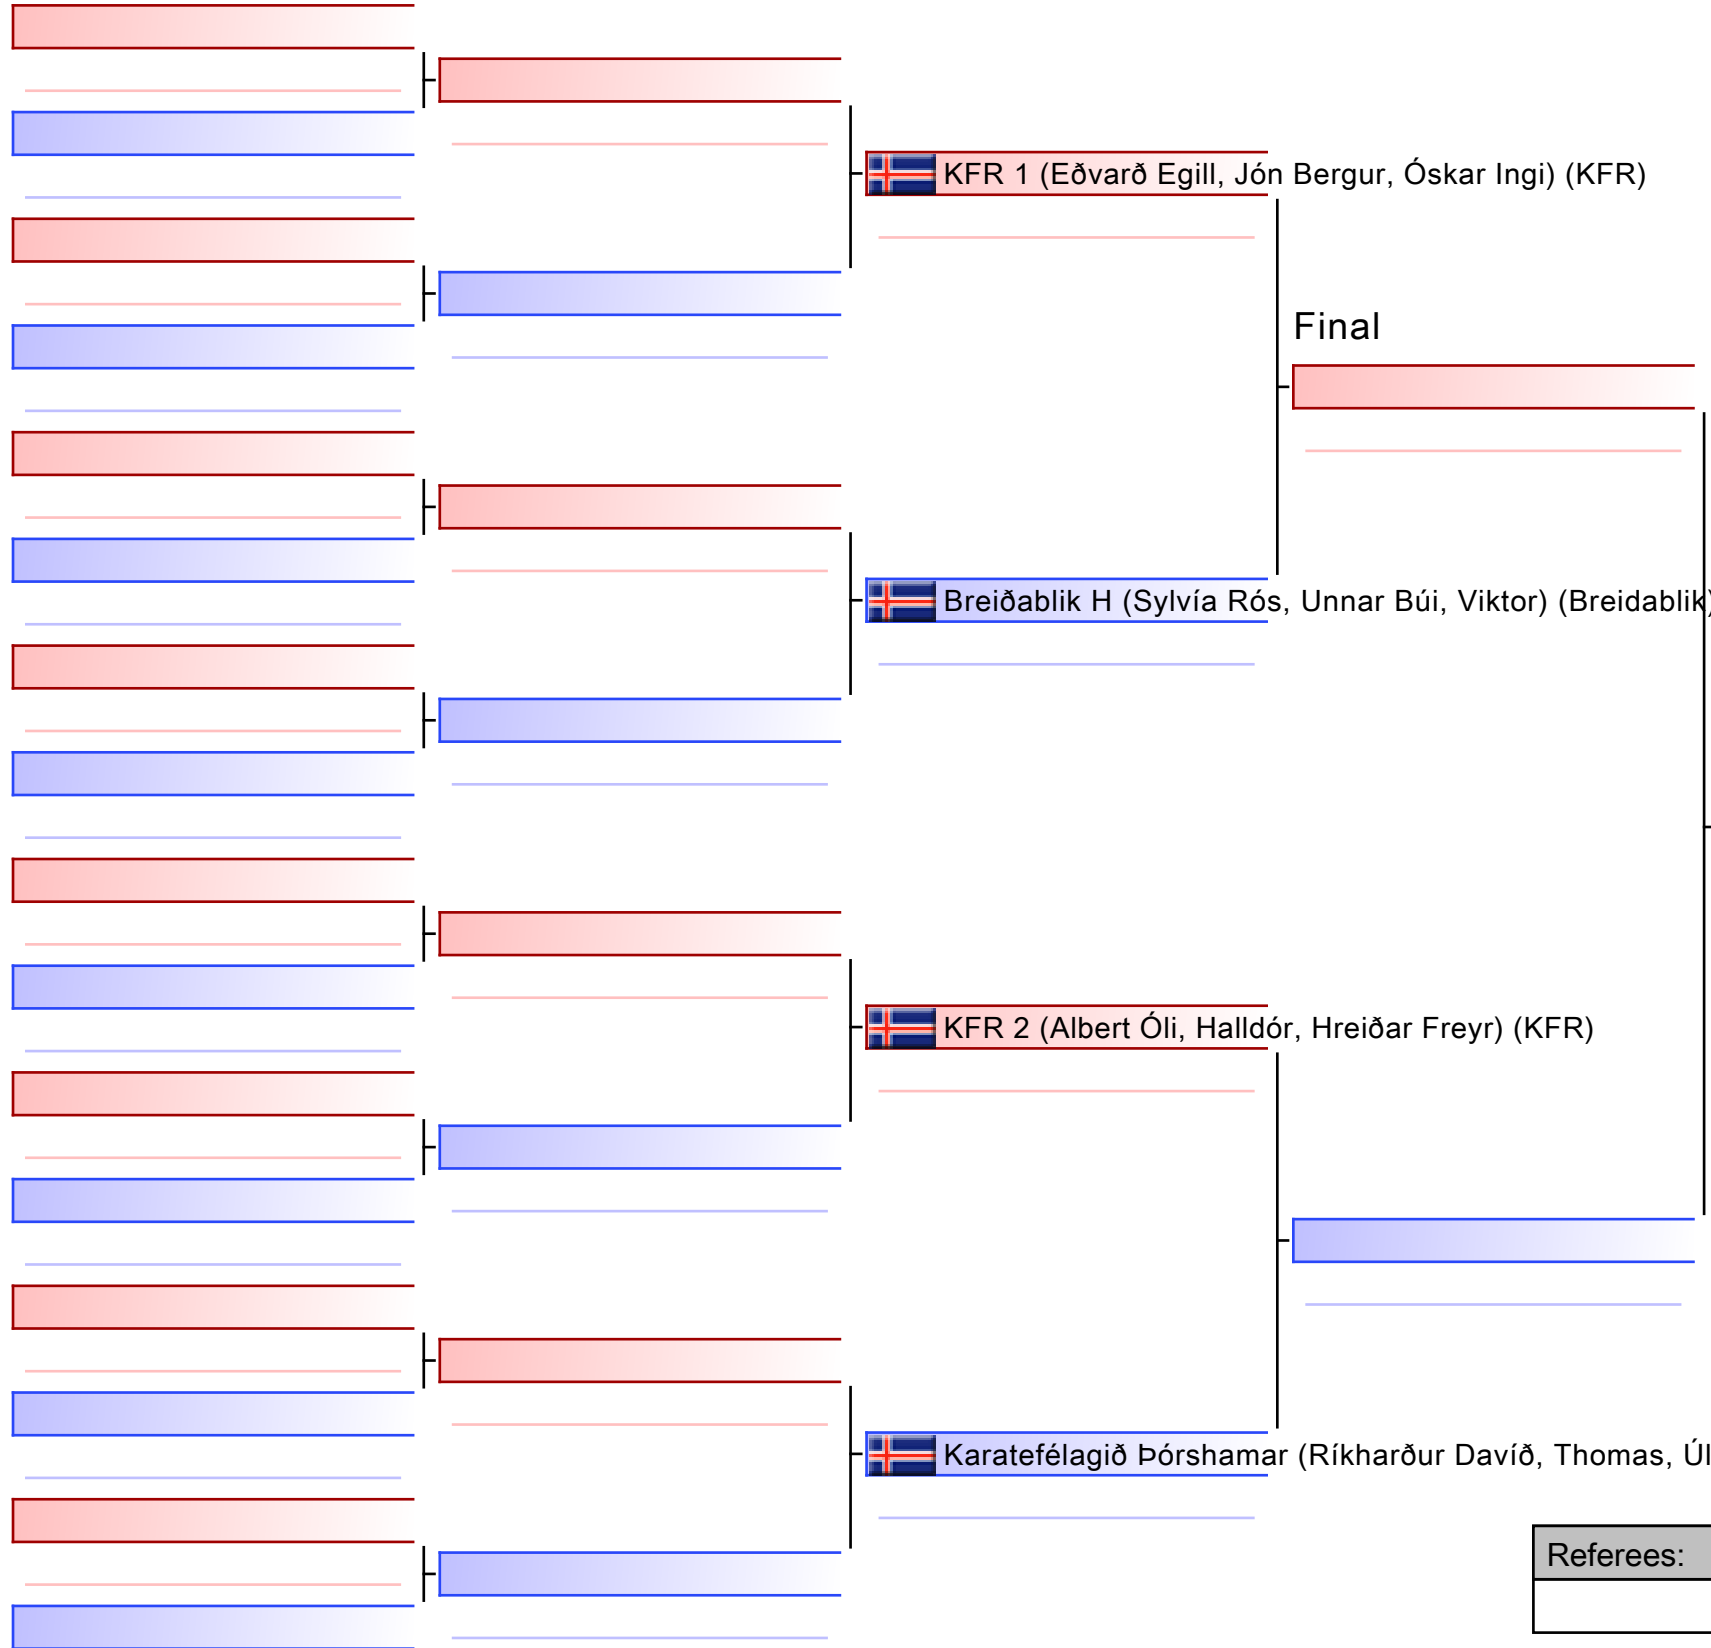 KFR 1 (Eðvarð Egill, Jón Bergur, Óskar Ingi) (KFR)
Final
Breiðablik H (Sylvía Rós, Unnar Búi, Viktor) (Breidablik)
KFR 2 (Albert Óli, Halldór, Hreiðar Freyr) (KFR)
Karatefélagið Þórshamar (Ríkharður Davíð, Thomas,
Referees: